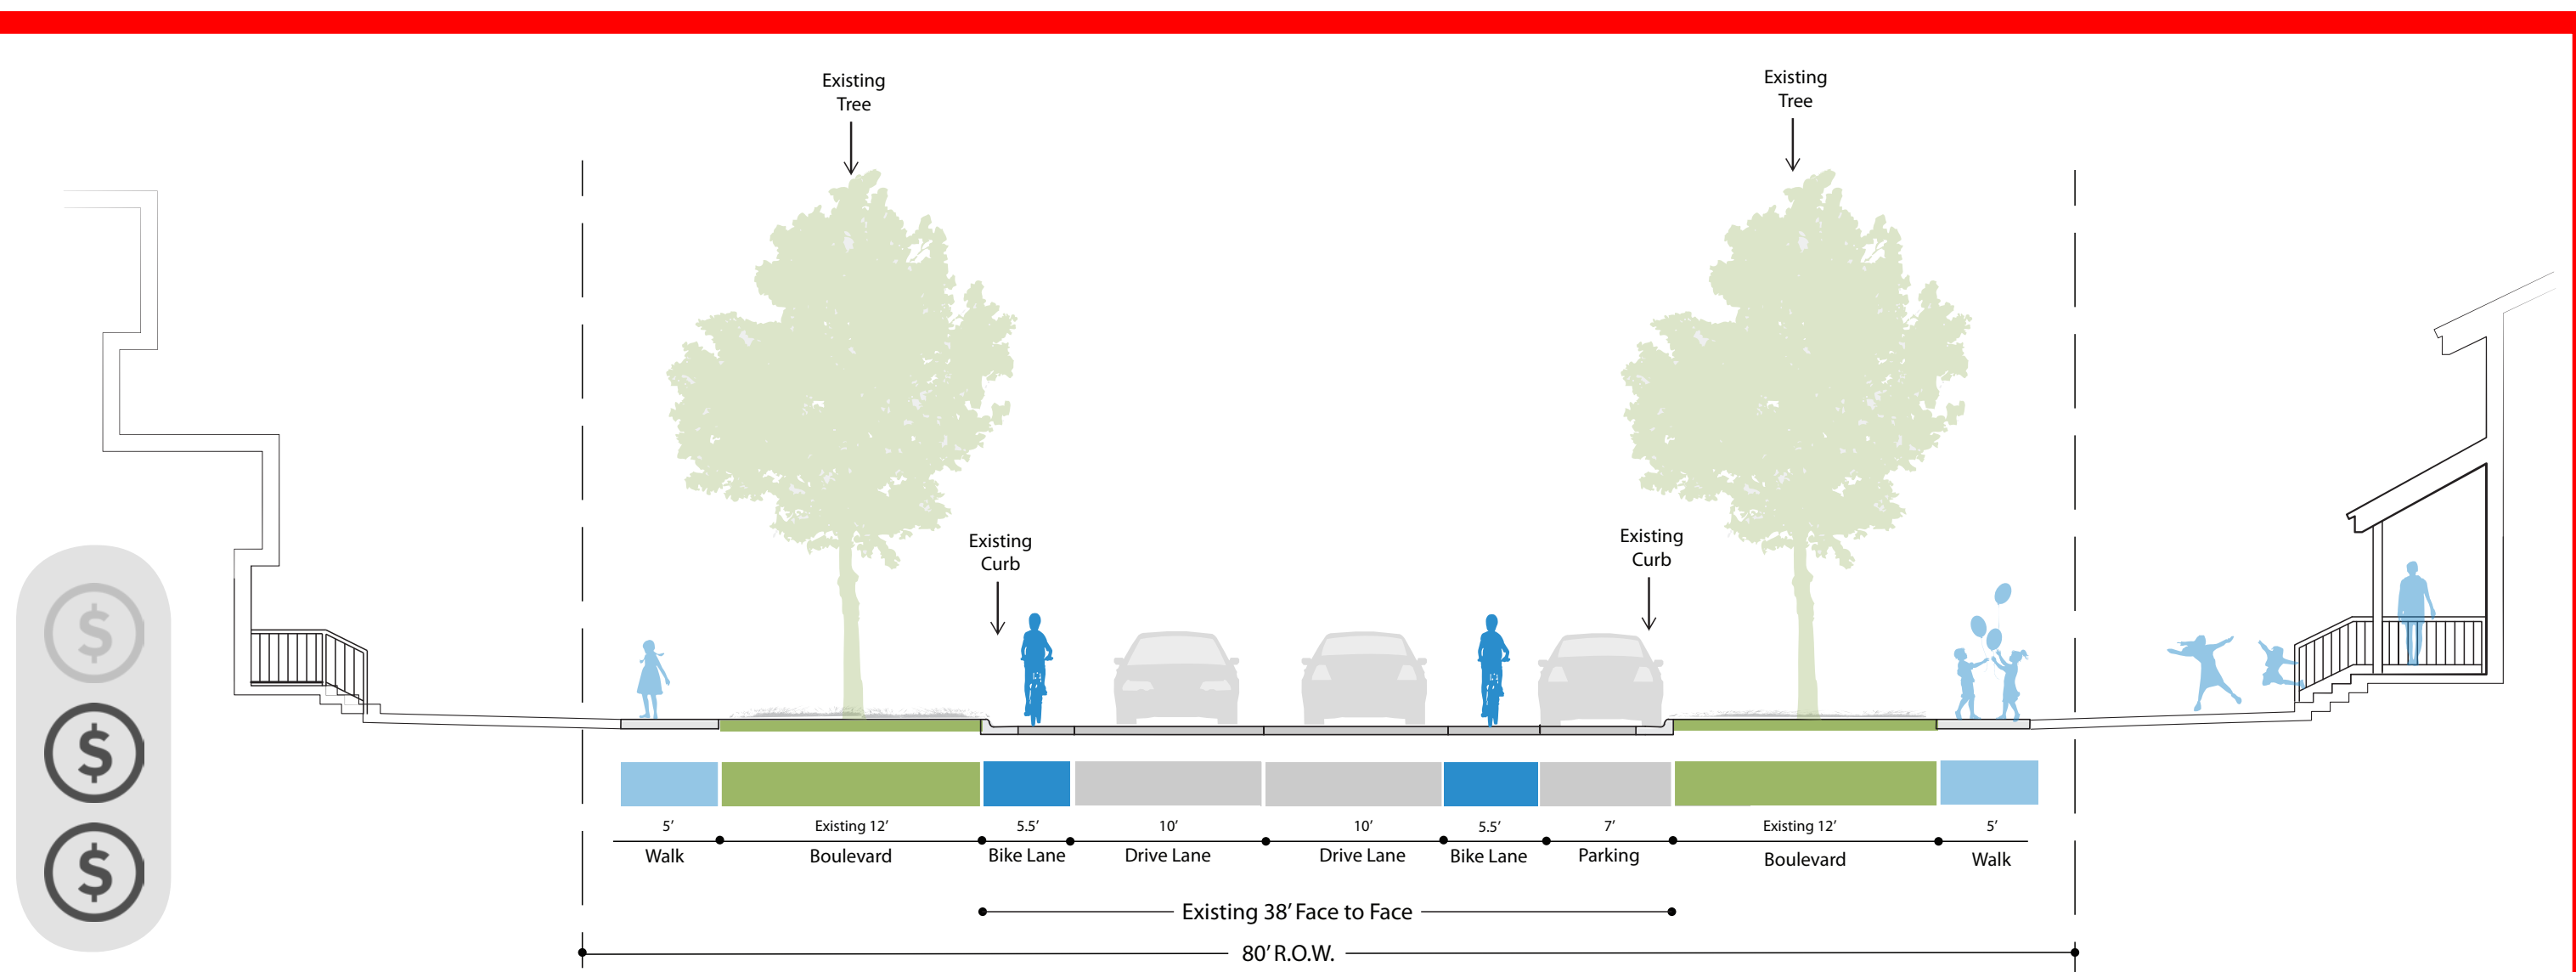 Existing
Tree
Existing
Tree
Existing
Curb
Existing
Curb
$
$
$
5’ Existing 12’ 5.5’ 10’ 10’ 5.5’ 7’ Existing 12’ 5’
Walk Boulevard Bike Lane Drive Lane Drive Lane Bike Lane Parking Boulevard Walk
Existing 38’ Face to Face
80’ R.O.W.